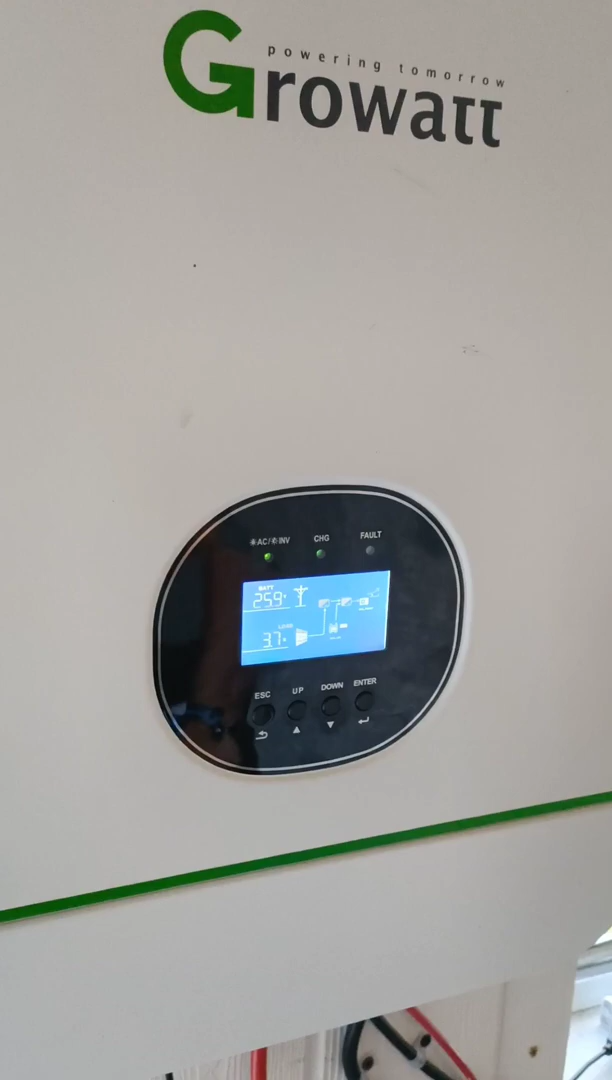 powering tomorrow
Growatt
☀AC/☀INV CHG FAULT
BATT
25.9
LOAD
37
ESC UP DOWN ENTER